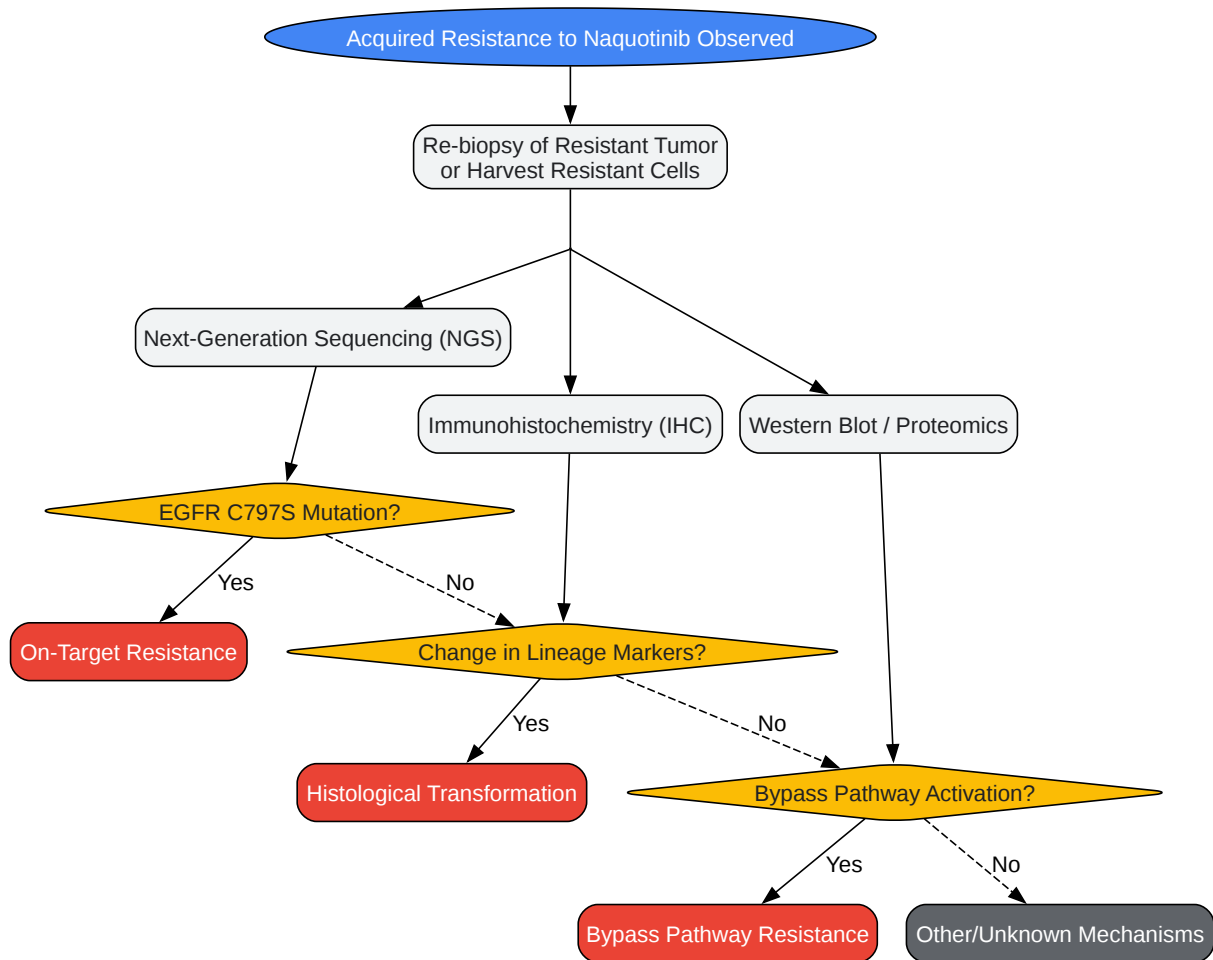 Acquired Resistance to Naquotinib Observed
Re-biopsy of Resistant Tumor
or Harvest Resistant Cells
Next-Generation Sequencing (NGS)
Immunohistochemistry (IHC)
Western Blot / Proteomics
EGFR C797S Mutation?
Yes
No
On-Target Resistance
Change in Lineage Markers?
Yes
No
Histological Transformation
Bypass Pathway Activation?
Yes
No
Bypass Pathway Resistance
Other/Unknown Mechanisms